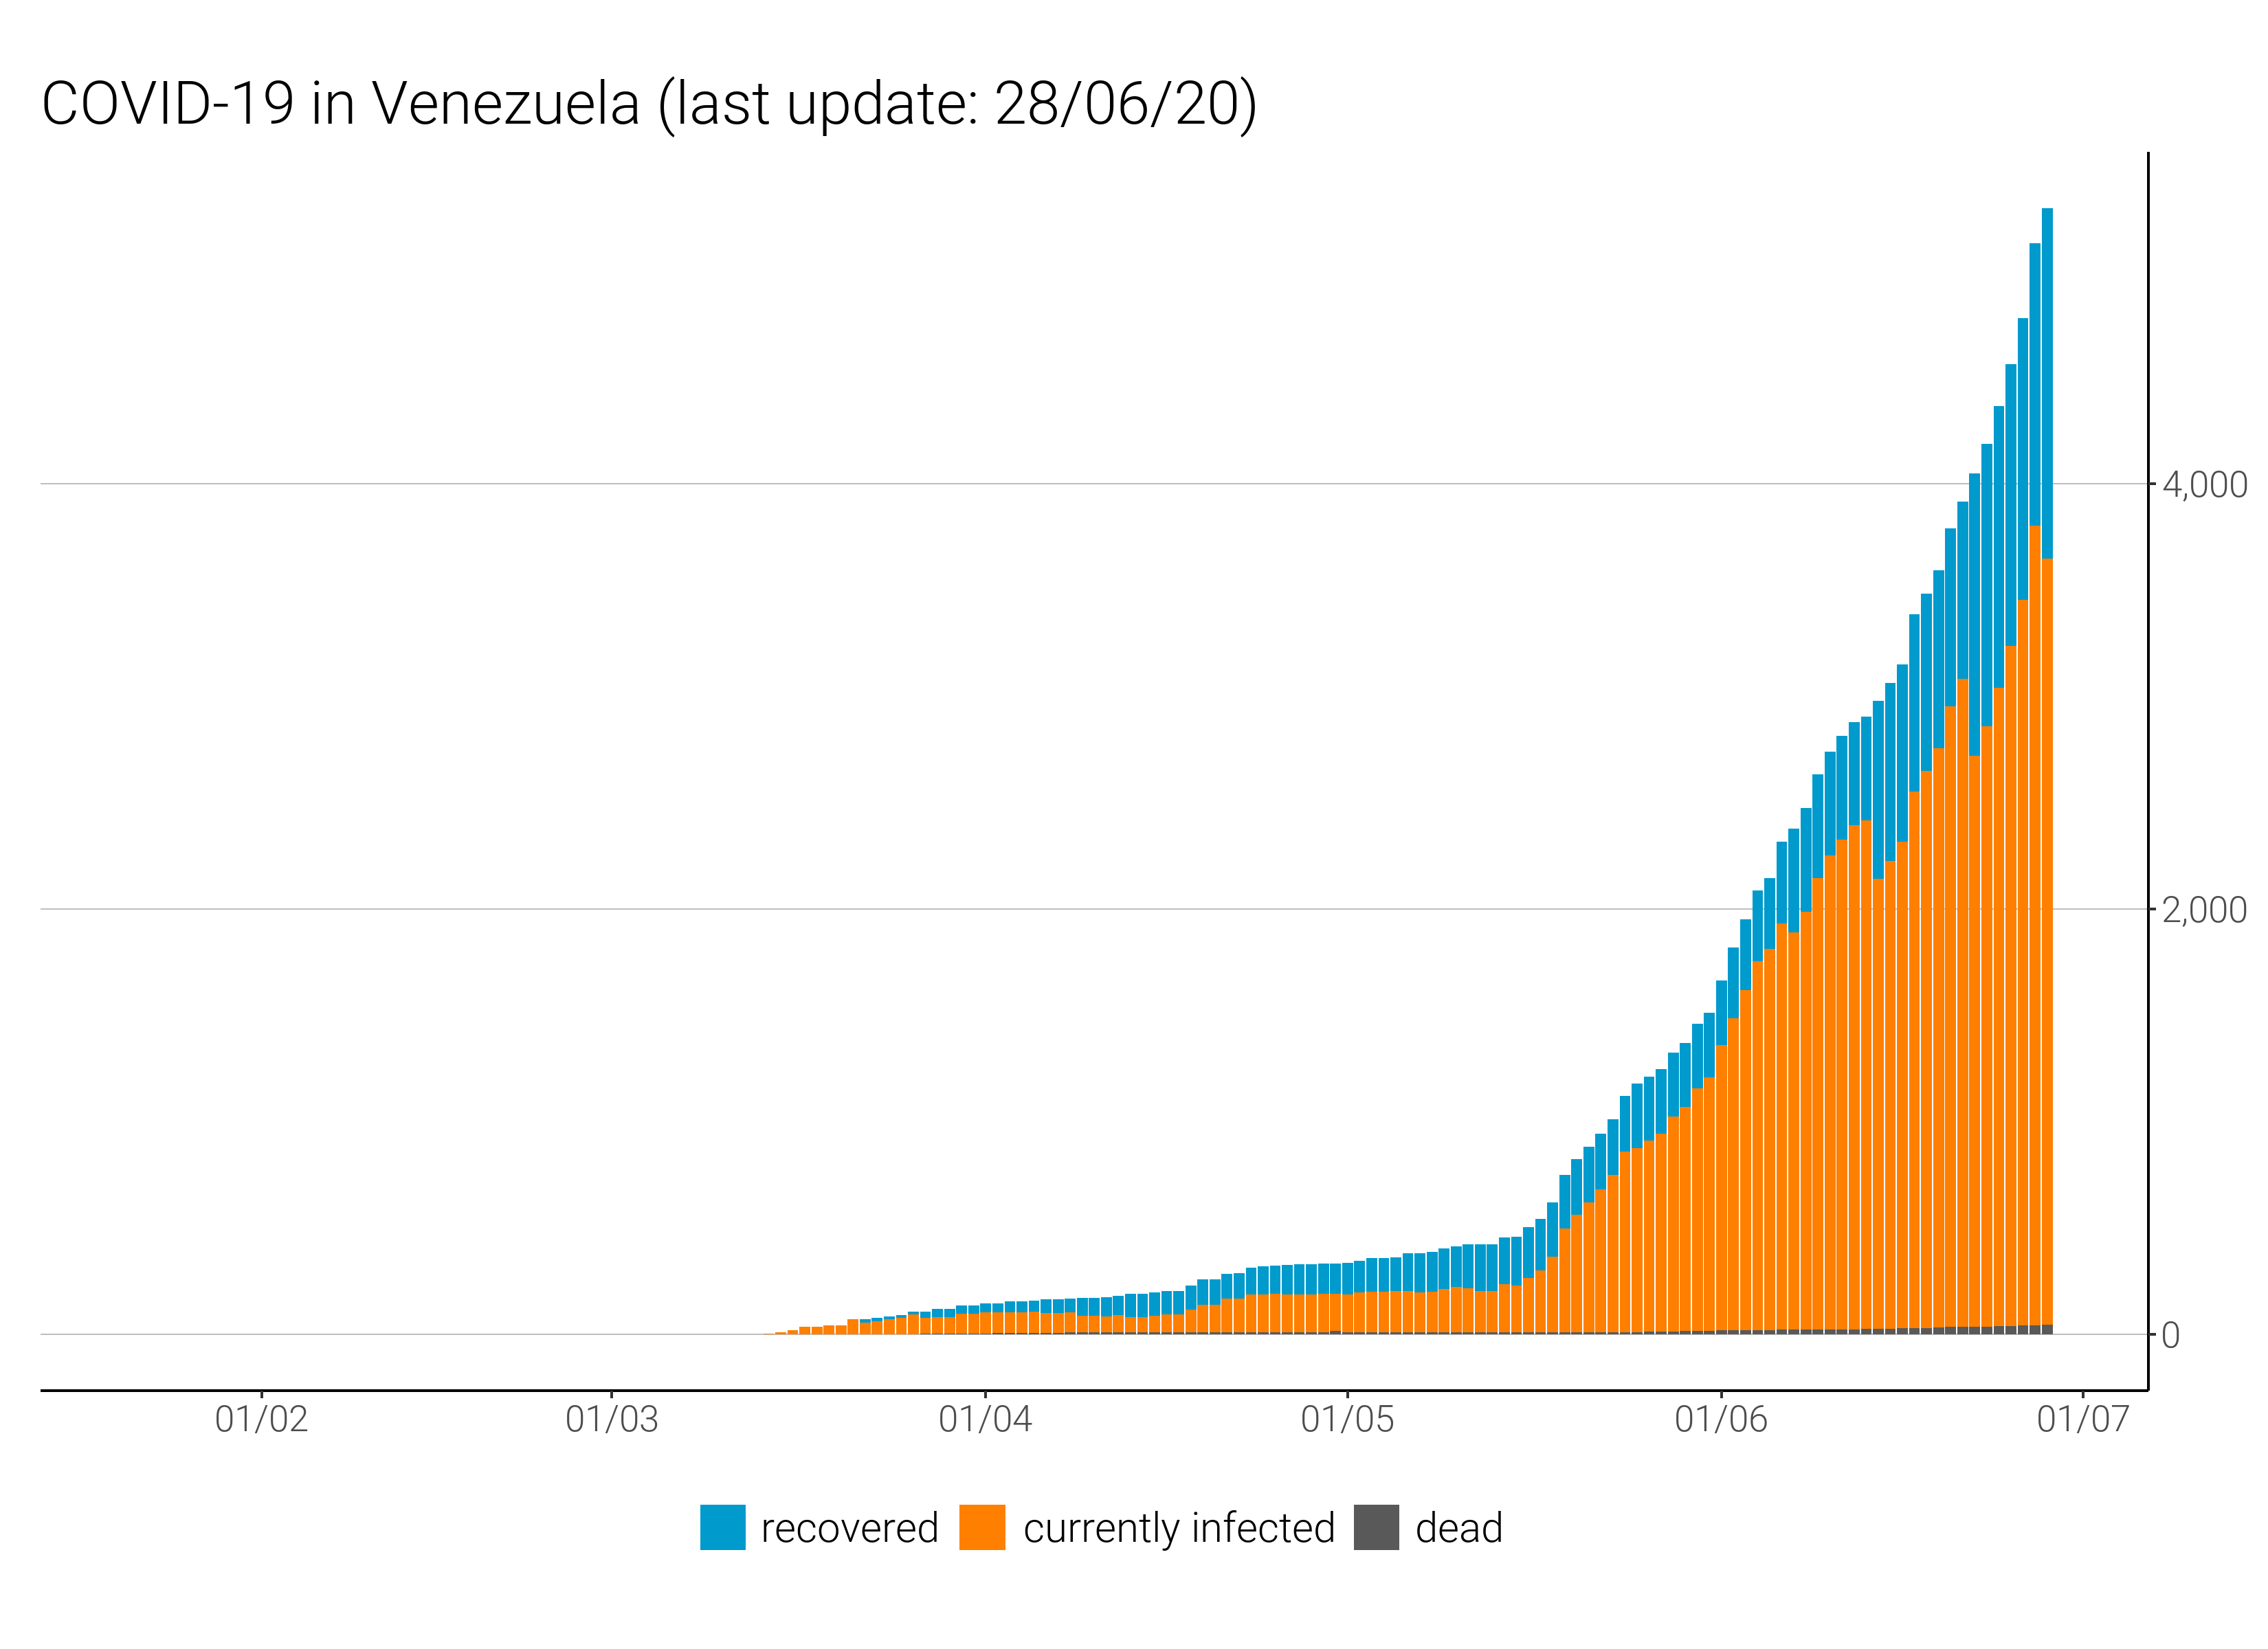 COVID-19 in Venezuela (last update: 28/06/20)
4,000
2,000
0
01/02 01/03 01/04 01/05 01/06 01/07
recovered currently infected dead